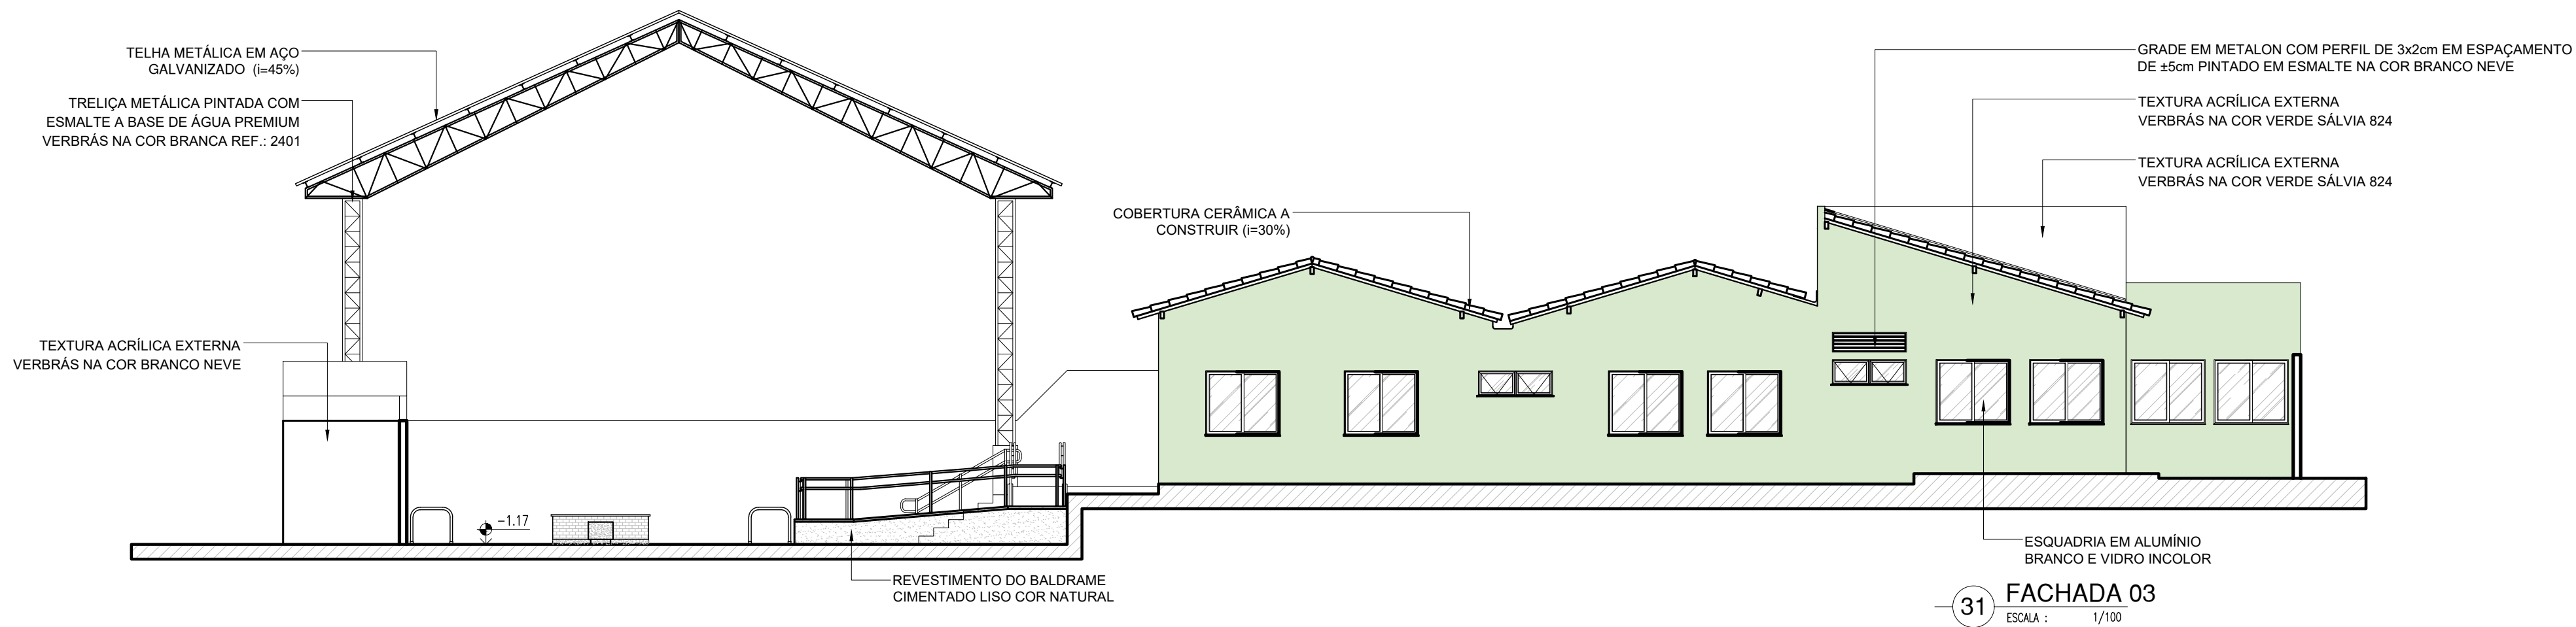 TELHA METÁLICA EM AÇO
GALVANIZADO (i=45%)
TRELIÇA METÁLICA PINTADA COM
ESMALTE A BASE DE ÁGUA PREMIUM
VERBRÁS NA COR BRANCA REF.: 2401
TEXTURA ACRÍLICA EXTERNA
VERBRÁS NA COR BRANCO NEVE
-1.17
REVESTIMENTO DO BALDRAME
CIMENTADO LISO COR NATURAL
COBERTURA CERÂMICA A
CONSTRUIR (i=30%)
GRADE EM METALON COM PERFIL DE 3x2cm EM ESPAÇAMENTO
DE ±5cm PINTADO EM ESMALTE NA COR BRANCO NEVE
TEXTURA ACRÍLICA EXTERNA
VERBRÁS NA COR VERDE SÁLVIA 824
TEXTURA ACRÍLICA EXTERNA
VERBRÁS NA COR VERDE SÁLVIA 824
ESQUADRIA EM ALUMÍNIO
BRANCO E VIDRO INCOLOR
31 FACHADA 03
ESCALA : 1/100